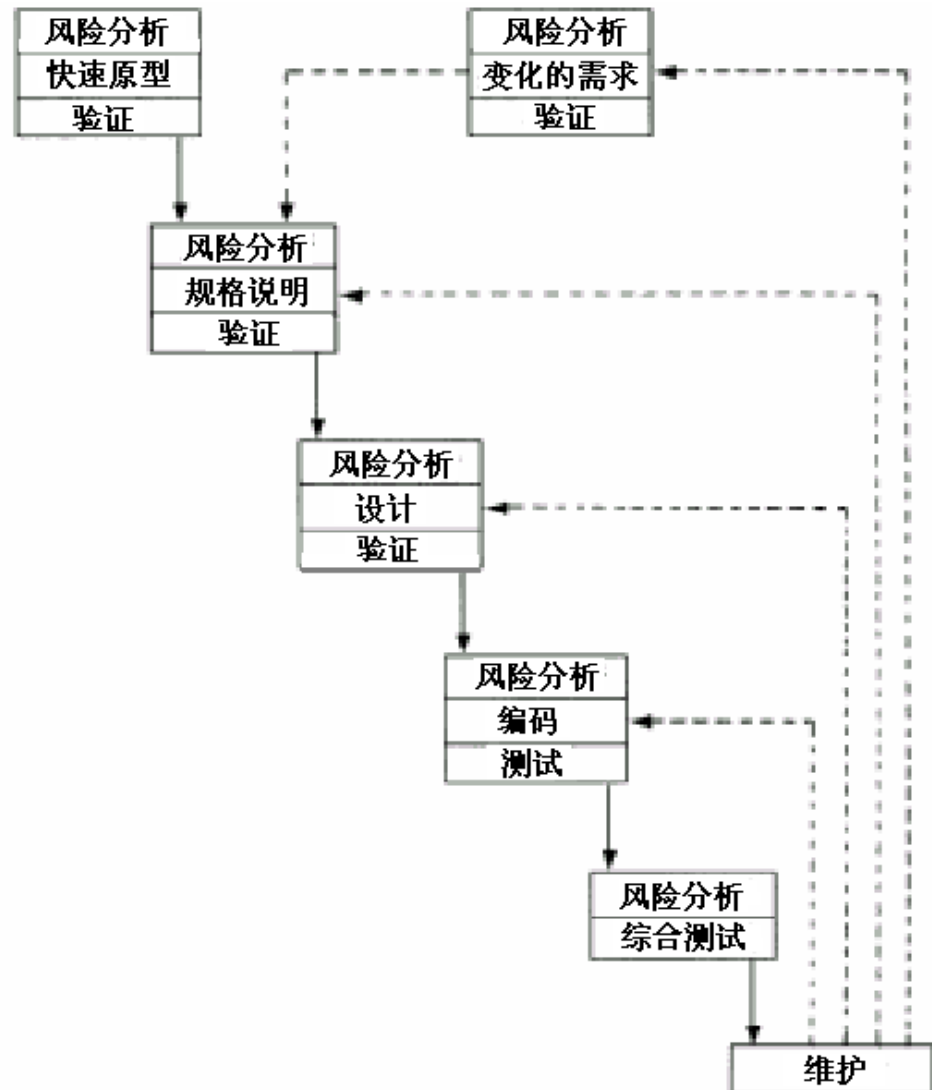 风险分析
快速原型
验证
风险分析
变化的需求
验证
风险分析
规格说明
验证
风险分析
设计
验证
风险分析
编码
测试
风险分析
综合测试
维护